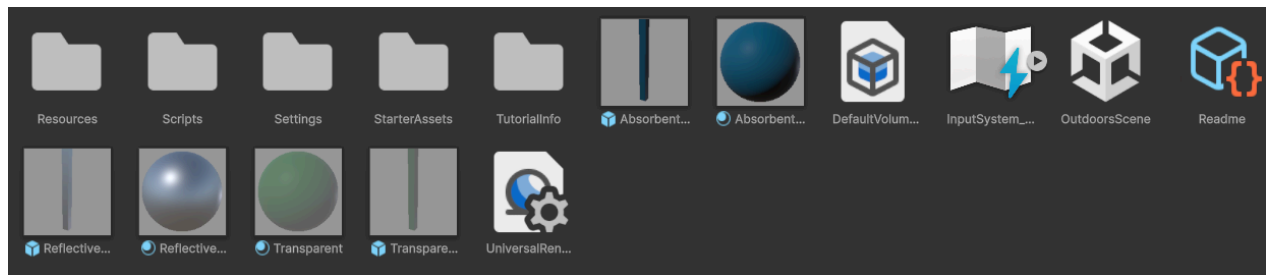 Resources
Scripts
Settings
StarterAssets
TutorialInfo
Absorbent...
Absorbent...
DefaultVolum...
InputSystem_...
OutdoorsScene
Readme
Reflective...
Reflective...
Transparent
Transpare...
UniversalRen...